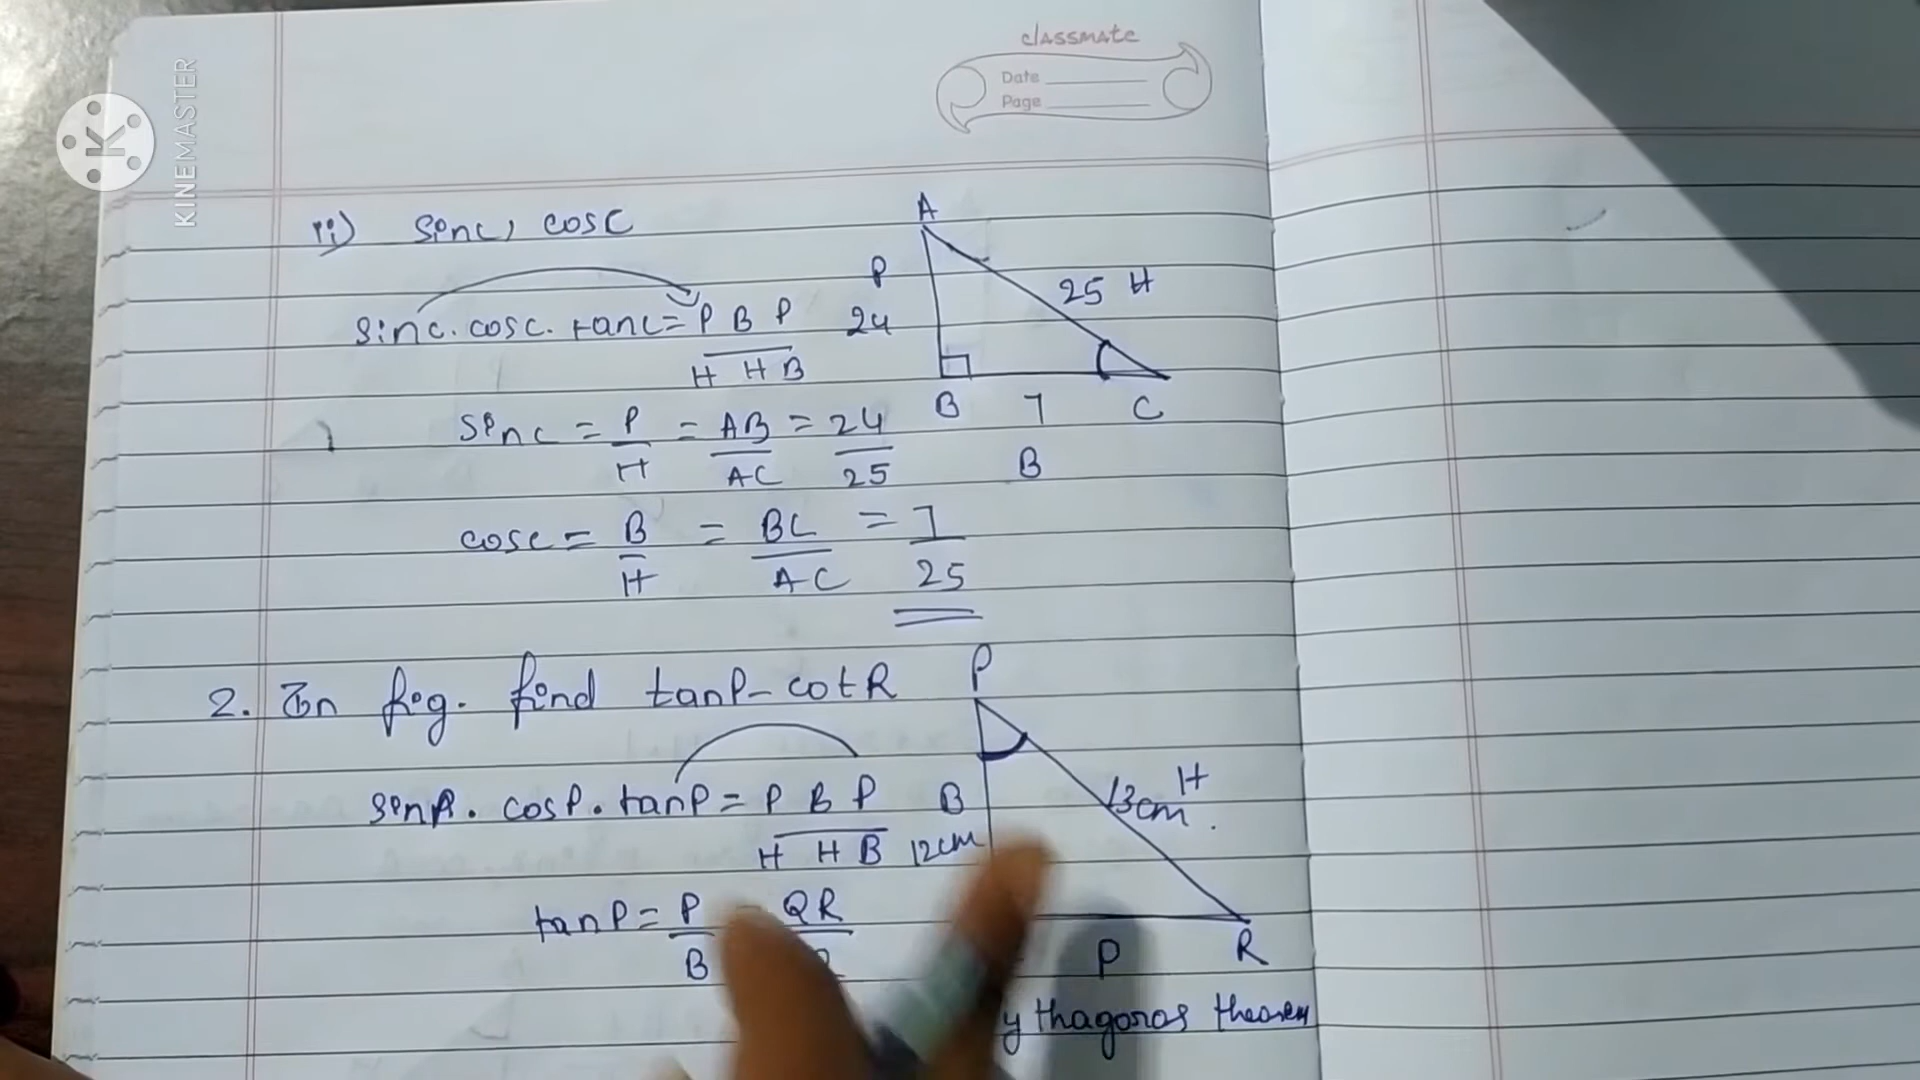 classmate
Date
Page
KINEMASTER
ii) sinc, cosc
sinc. cosc. tanc = P B P
H H B
A
P
24
25 H
B 7 C
B
sinc = P/H = AB/AC = 24/25
cosc = B/H = BC/AC = 7/25
2. In fig. find tanP - cotR
P
sinP. cosP. tanP = P B P
H H B
B
12cm
13cm H
tanP = P/B = QR
P R
thagoras theorem